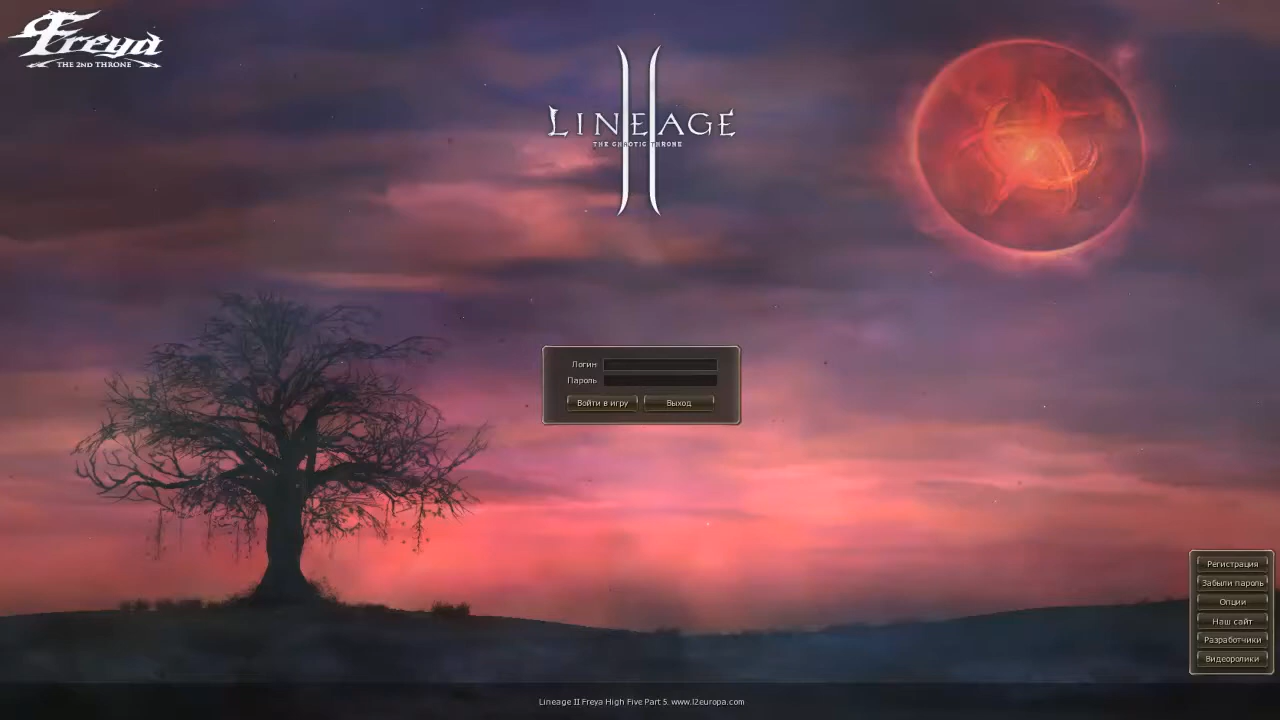 Freya
THE 2ND THRONE
LINEAGE
II
THE CHAOTIC THRONE
Логин
Пароль
Войти в игру Выход
Регистрация
Забыли пароль
Опции
Наш сайт
Разработчики
Видеоролики
Lineage II Freya High Five Part 5. www.l2europa.com